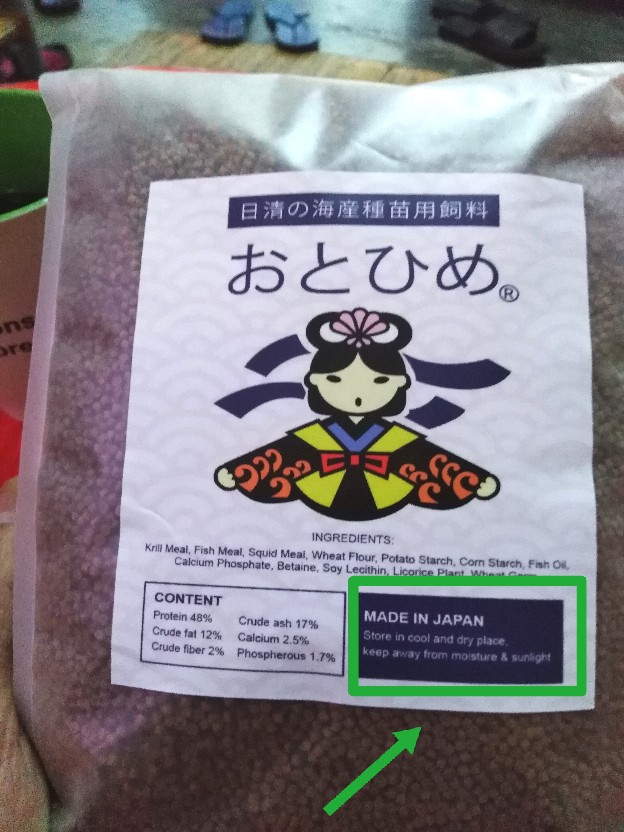 日清の海産種苗用飼料
おとひめ®
INGREDIENTS:
Krill Meal, Fish Meal, Squid Meal, Wheat Flour, Potato Starch, Corn Starch, Fish Oil,
Calcium Phosphate, Betaine, Soy Lecithin, Licorice Plant, Wheat Germ
CONTENT
Protein 48%
Crude fat 12%
Crude fiber 2%
Crude ash 17%
Calcium 2.5%
Phospherous 1.7%
MADE IN JAPAN
Store in cool and dry place,
keep away from moisture & sunlight